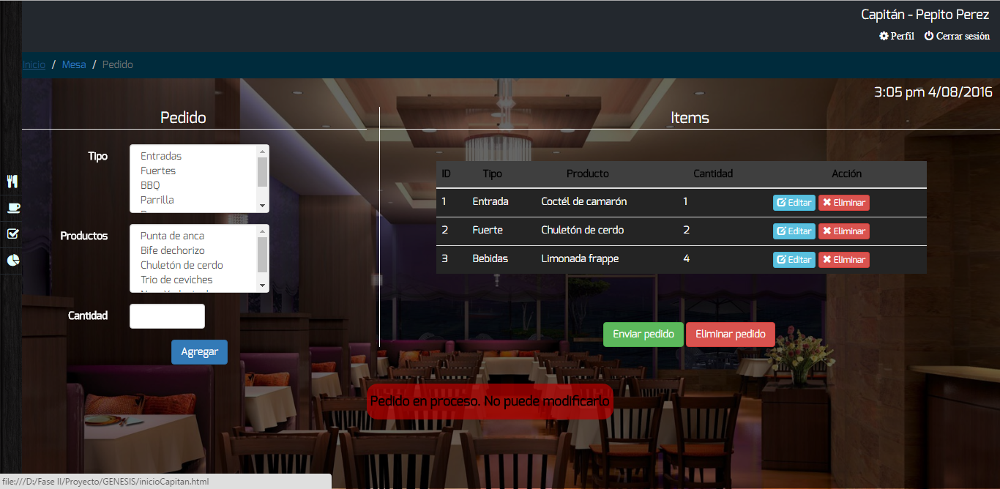 Capitán - Pepito Perez
Perfil Cerrar sesión
Inicio / Mesa / Pedido
3:05 pm 4/08/2016
Pedido
Tipo
Entradas
Fuertes
BBQ
Parrilla
Productos
Punta de anca
Bife dechorizo
Chuletón de cerdo
Trio de ceviches
Cantidad
Agregar
Items
ID Tipo Producto Cantidad Acción
1 Entrada Coctél de camarón 1 Editar Eliminar
2 Fuerte Chuletón de cerdo 2 Editar Eliminar
3 Bebidas Limonada frappe 4 Editar Eliminar
Enviar pedido Eliminar pedido
Pedido en proceso. No puede modificarlo
file:///D:/Fase II/Proyecto/GENESIS/inicioCapitan.html